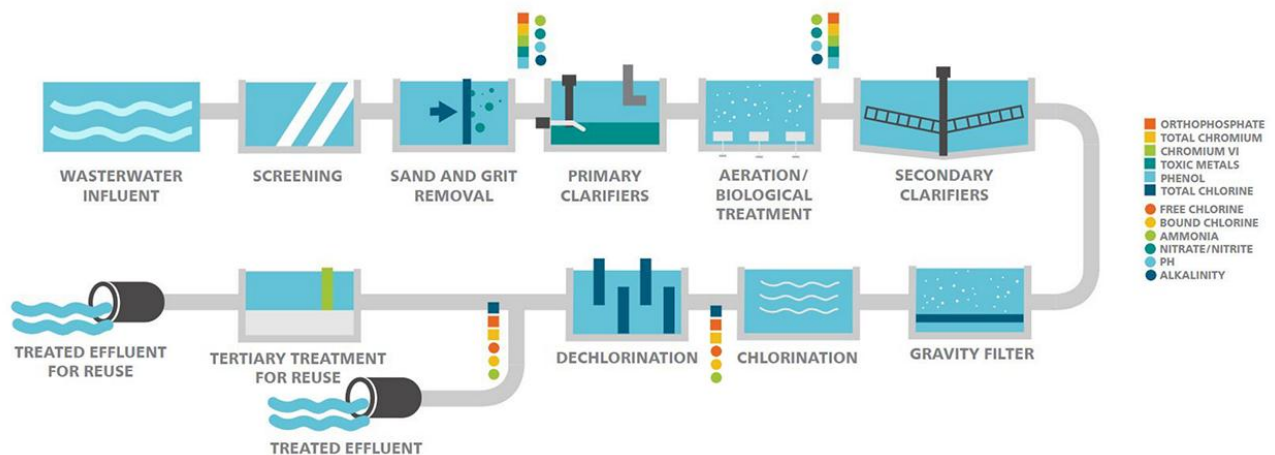 WASTERWATER
INFLUENT
SCREENING
SAND AND GRIT
REMOVAL
PRIMARY
CLARIFIERS
AERATION/
BIOLOGICAL
TREATMENT
SECONDARY
CLARIFIERS
ORTHOPHOSPHATE
TOTAL CHROMIUM
CHROMIUM VI
TOXIC METALS
PHENOL
TOTAL CHLORINE
FREE CHLORINE
BOUND CHLORINE
AMMONIA
NITRATE/NITRITE
PH
ALKALINITY
TREATED EFFLUENT
FOR REUSE
TERTIARY TREATMENT
FOR REUSE
DECHLORINATION
CHLORINATION
GRAVITY FILTER
TREATED EFFLUENT